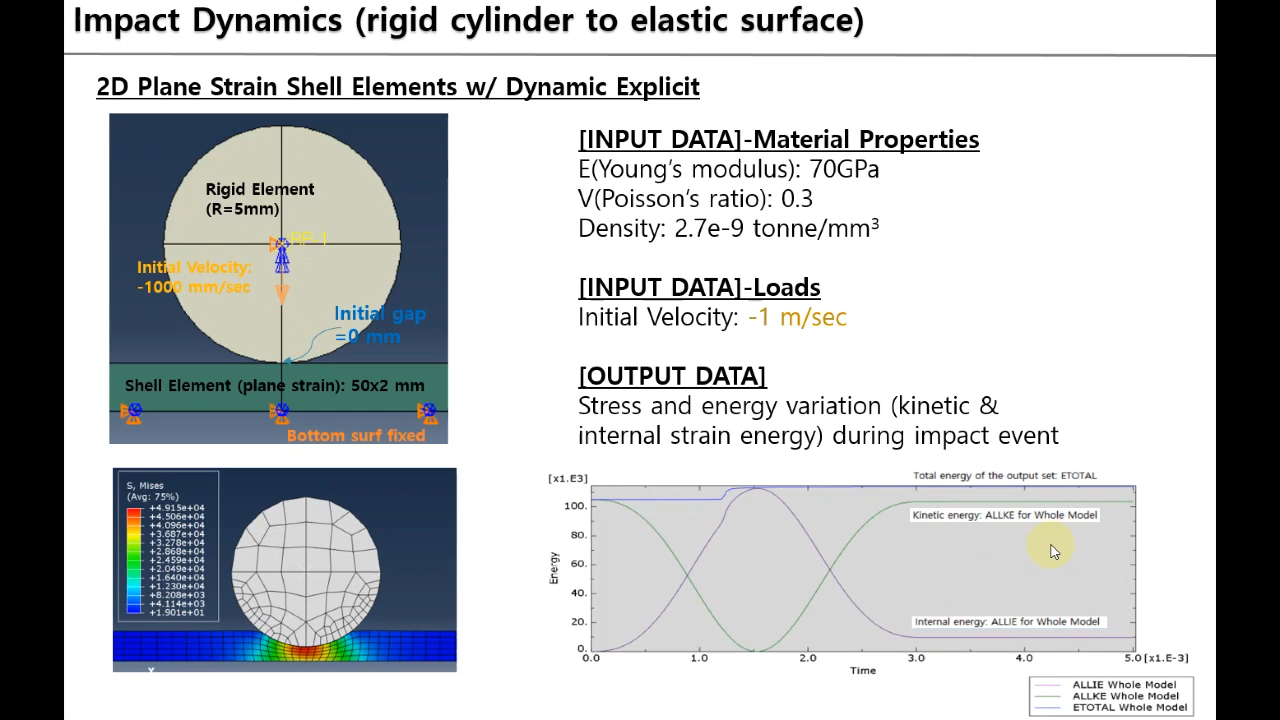 Impact Dynamics (rigid cylinder to elastic surface)
2D Plane Strain Shell Elements w/ Dynamic Explicit
Rigid Element
(R=5mm)
RP-1
Initial Velocity:
-1000 mm/sec
Initial gap
=0 mm
Shell Element (plane strain): 50x2 mm
Bottom surf fixed
[INPUT DATA]-Material Properties
E(Young's modulus): 70GPa
V(Poisson's ratio): 0.3
Density: 2.7e-9 tonne/mm³
[INPUT DATA]-Loads
Initial Velocity: -1 m/sec
[OUTPUT DATA]
Stress and energy variation (kinetic &
internal strain energy) during impact event
S, Mises
(Avg: 75%)
+4.915e+04
+4.506e+04
+4.096e+04
+3.687e+04
+3.278e+04
+2.868e+04
+2.459e+04
+2.049e+04
+1.640e+04
+1.230e+04
+8.208e+03
+4.114e+03
+1.901e+01
[x1.E3]
Total energy of the output set: ETOTAL
100.
Kinetic energy: ALLKE for Whole Model
80.
Energy
60.
40.
20.
Internal energy: ALLIE for Whole Model
0.
0.0 1.0 2.0 3.0 4.0 5.0 [x1.E-3]
Time
ALLIE Whole Model
ALLKE Whole Model
ETOTAL Whole Model